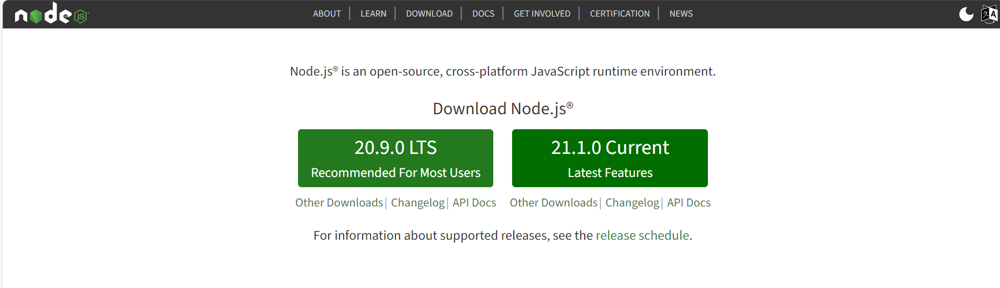 node JS
ABOUT | LEARN | DOWNLOAD | DOCS | GET INVOLVED | CERTIFICATION | NEWS
Node.js® is an open-source, cross-platform JavaScript runtime environment.
Download Node.js®
20.9.0 LTS
Recommended For Most Users
21.1.0 Current
Latest Features
Other Downloads | Changelog | API Docs
Other Downloads | Changelog | API Docs
For information about supported releases, see the release schedule.